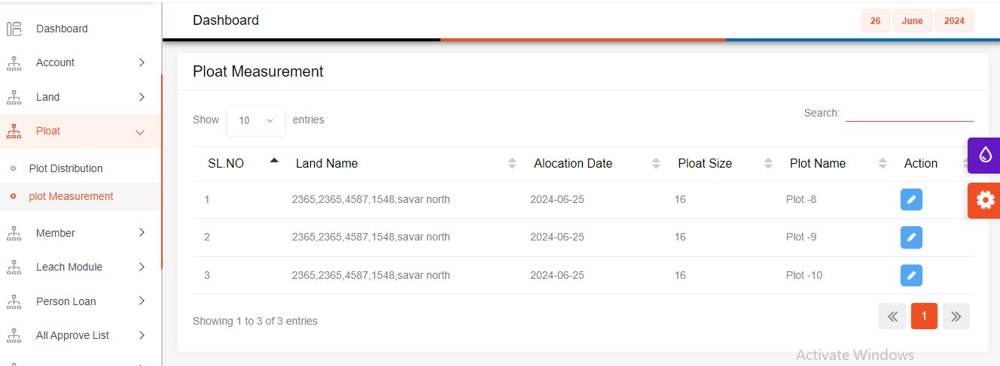 Dashboard
Account
Land
Ploat
Plot Distribution
plot Measurement
Member
Leach Module
Person Loan
All Approve List
Dashboard
26 June 2024
Ploat Measurement
Show 10 entries
Search:
SL.NO Land Name Alocation Date Ploat Size Plot Name Action
1 2365,2365,4587,1548,savar north 2024-06-25 16 Plot -8
2 2365,2365,4587,1548,savar north 2024-06-25 16 Plot -9
3 2365,2365,4587,1548,savar north 2024-06-25 16 Plot -10
Showing 1 to 3 of 3 entries
« 1 »
Activate Windows